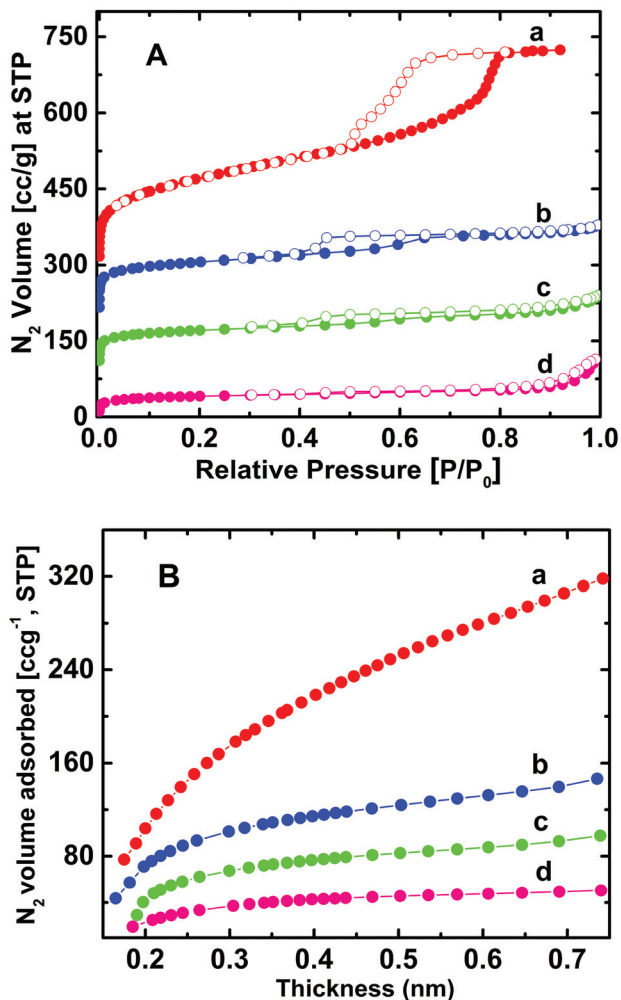 A
a
b
c
d
750
600
450
300
150
0
0.0 0.2 0.4 0.6 0.8 1.0
N2 Volume [cc/g] at STP
Relative Pressure [P/P0]
B
a
b
c
d
320
240
160
80
0.2 0.3 0.4 0.5 0.6 0.7
N2 volume adsorbed [ccg-1, STP]
Thickness (nm)